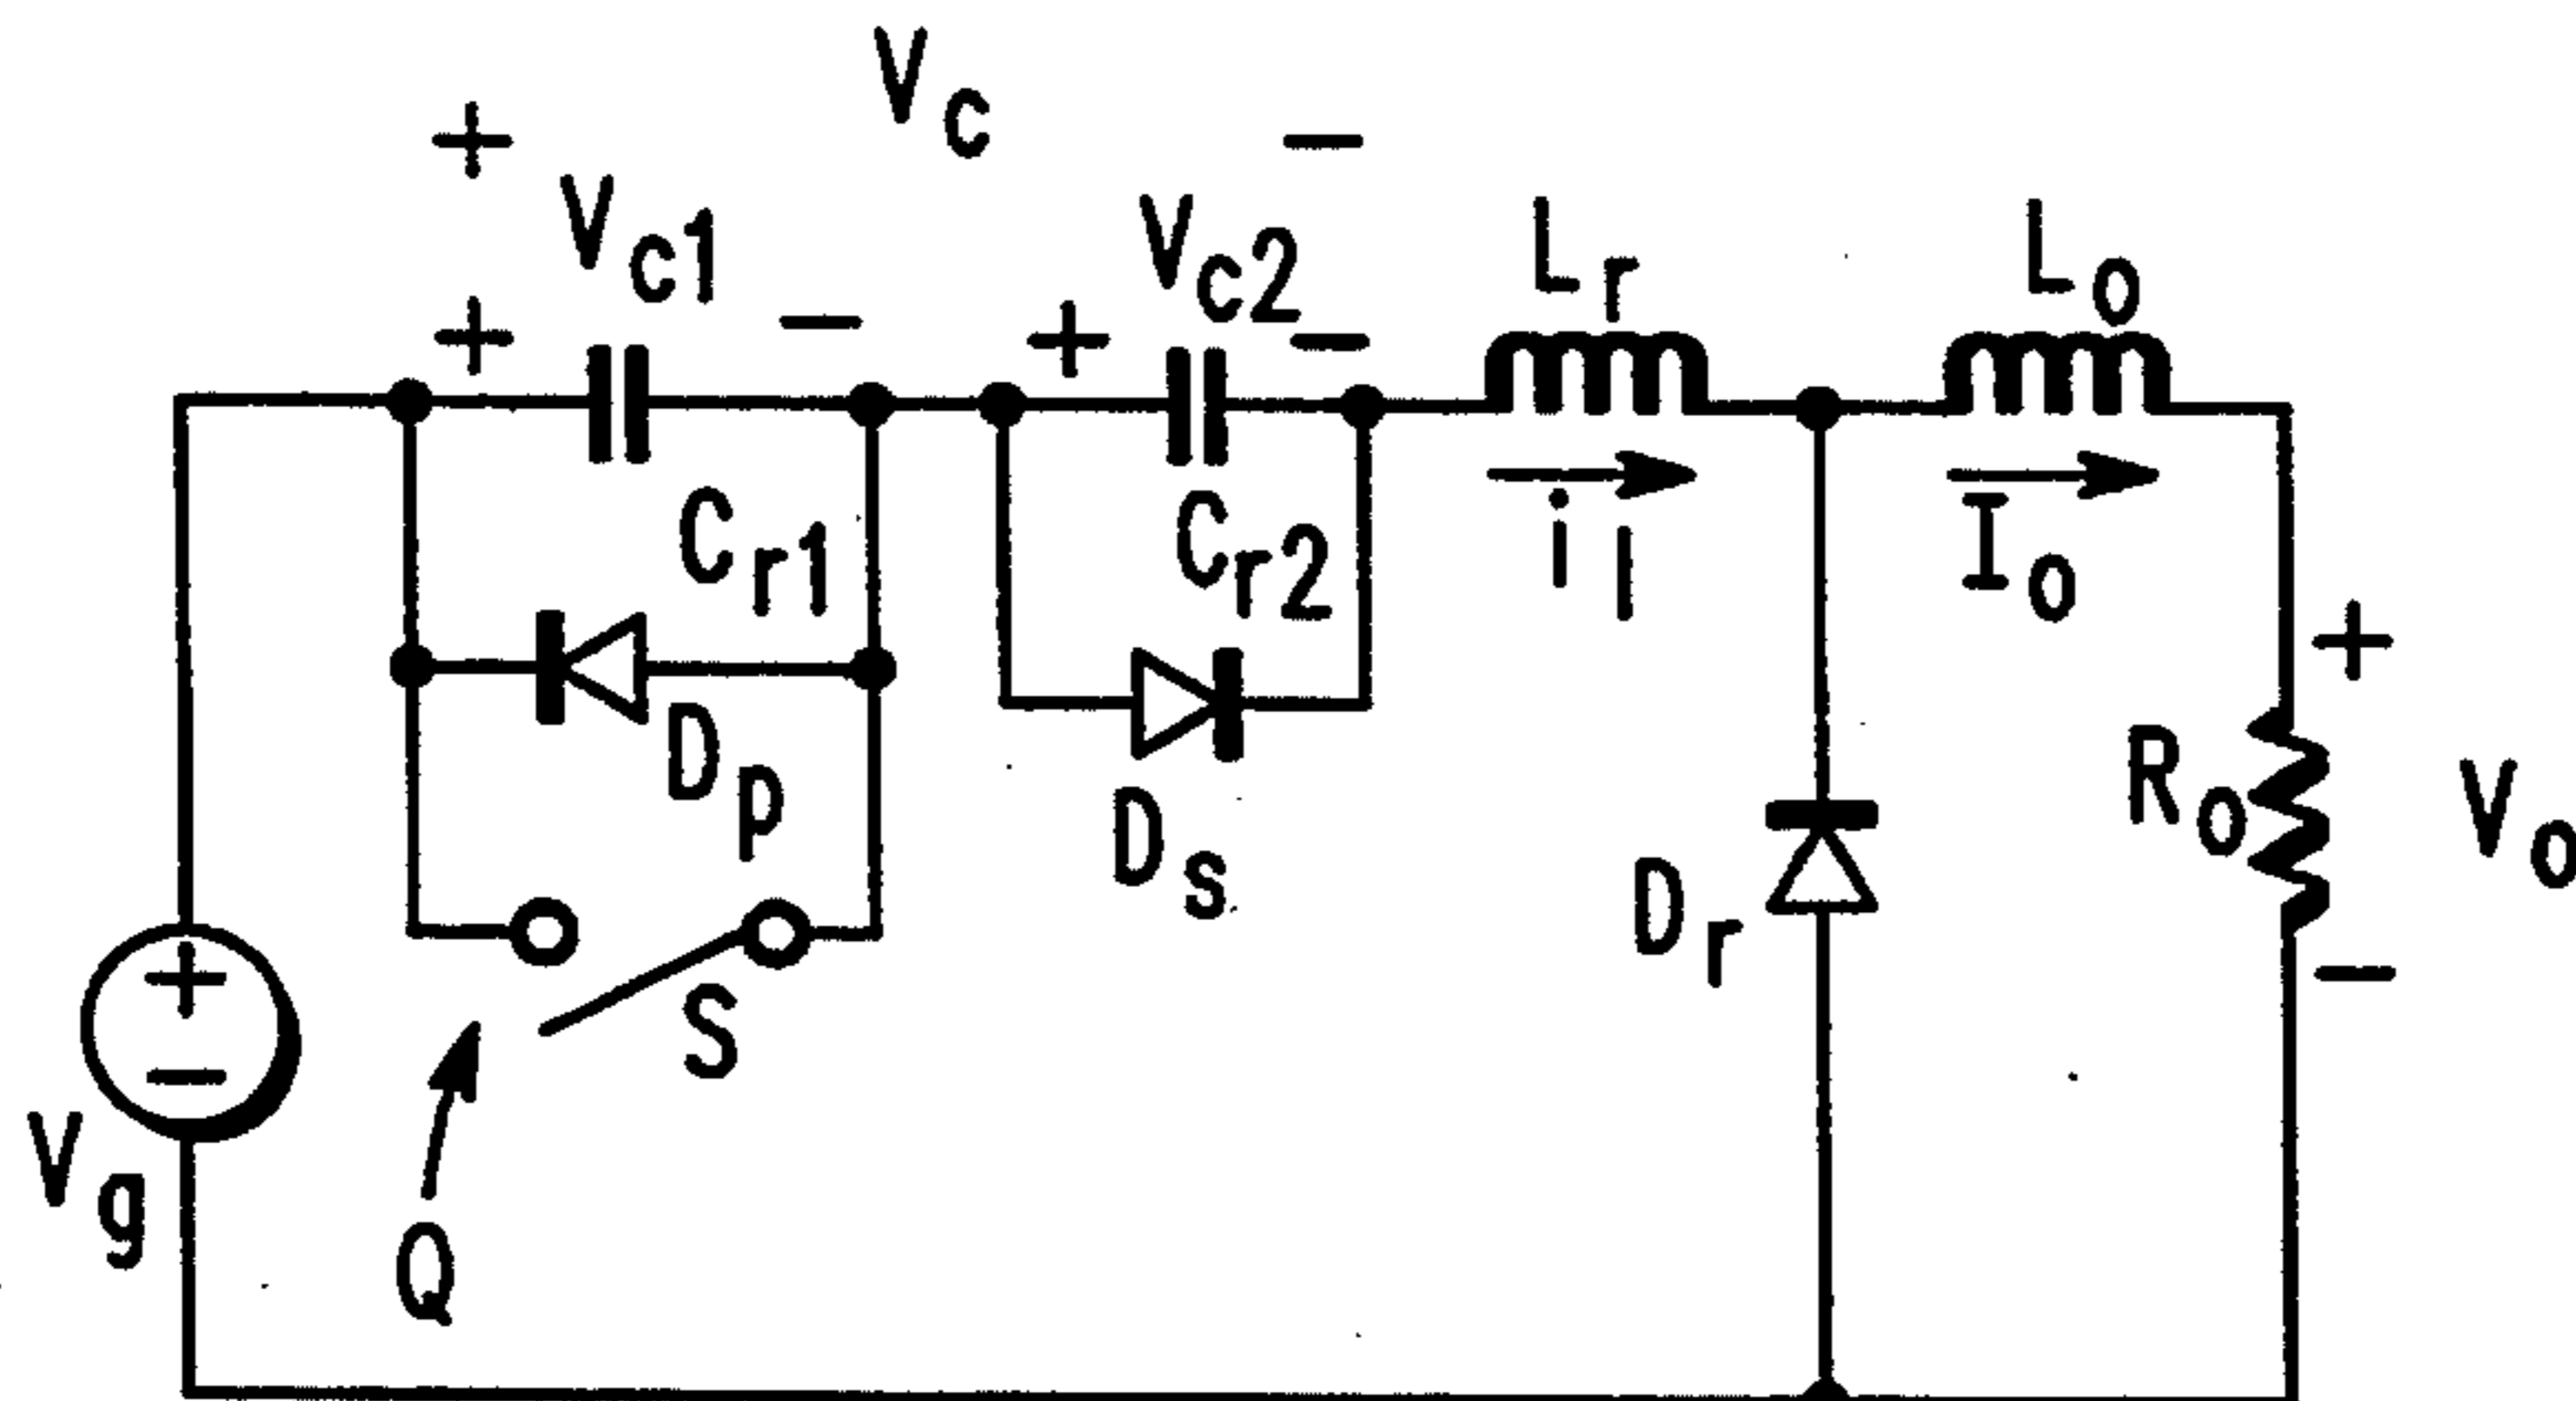 + Vc −
+ Vc1 −
+ Vc2 −
Lr
Lo
Cr1
Cr2
il
Io
Dp
Ds
Dr
Ro
+
Vo
−
S
+
−
Vg
Q